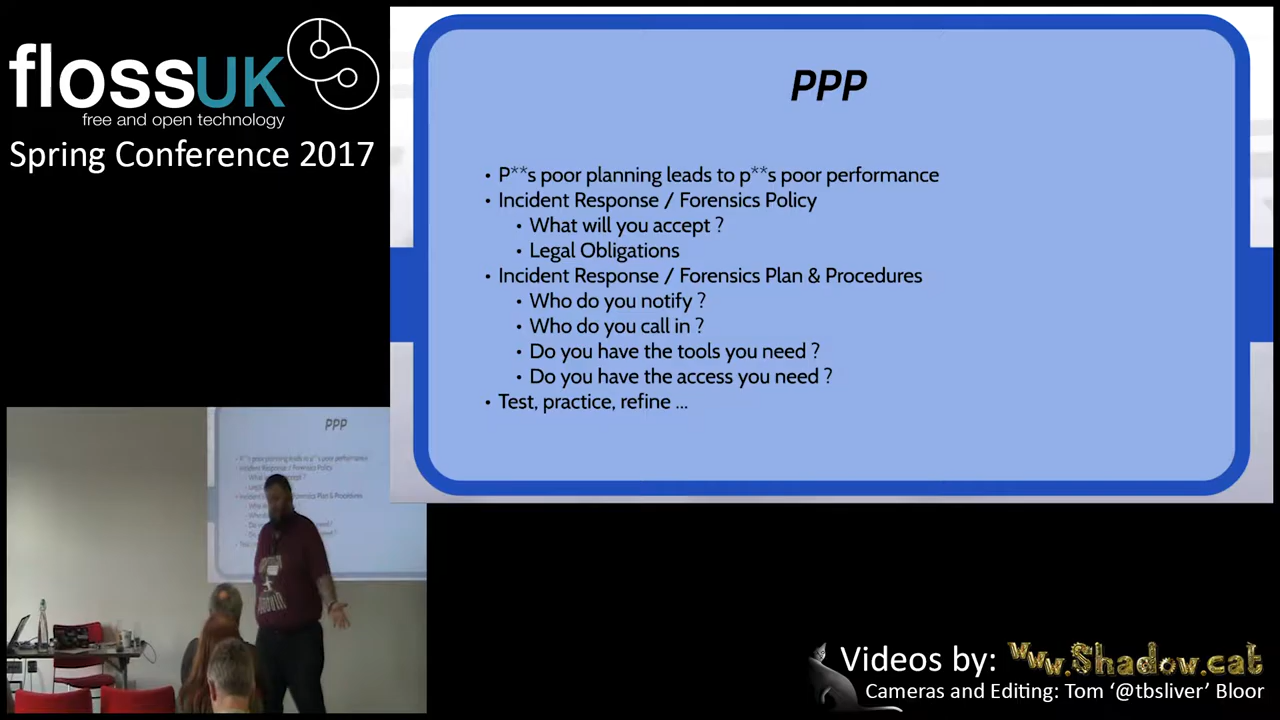 flossUK
free and open technology
Spring Conference 2017
PPP
• P**s poor planning leads to p**s poor performance
• Incident Response / Forensics Policy
• What will you accept ?
• Legal Obligations
• Incident Response / Forensics Plan & Procedures
• Who do you notify ?
• Who do you call in ?
• Do you have the tools you need ?
• Do you have the access you need ?
• Test, practice, refine ...
PPP
Videos by: Www.Shadow.cat
Cameras and Editing: Tom ‘@tbsliver’ Bloor